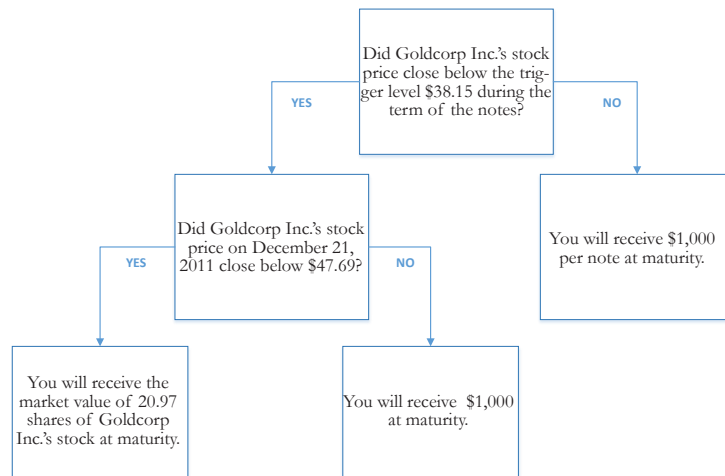 Did Goldcorp Inc.'s stock
price close below the trig-
ger level $38.15 during the
term of the notes?
YES
NO
Did Goldcorp Inc.'s stock
price on December 21,
2011 close below $47.69?
You will receive $1,000
per note at maturity.
YES
NO
You will receive the
market value of 20.97
shares of Goldcorp
Inc.'s stock at maturity.
You will receive $1,000
at maturity.